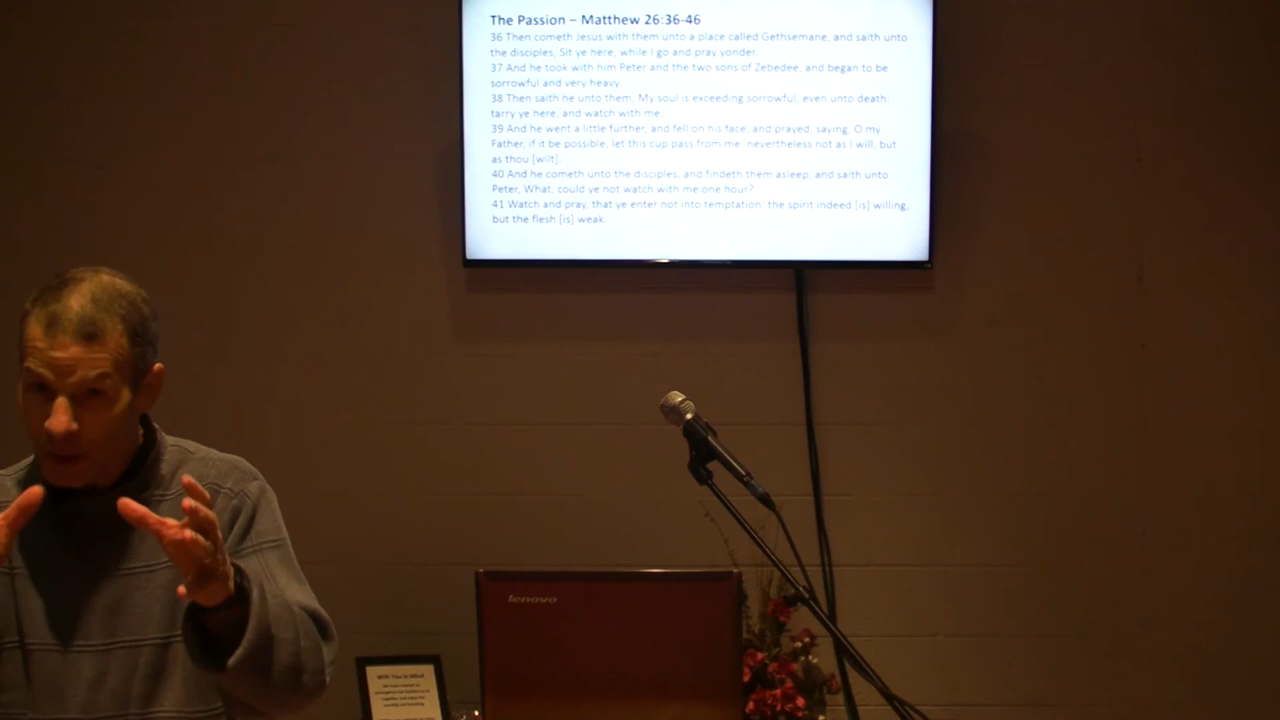 The Passion – Matthew 26:36-46
36 Then cometh Jesus with them unto a place called Gethsemane, and saith unto
the disciples, Sit ye here, while I go and pray yonder.
37 And he took with him Peter and the two sons of Zebedee, and began to be
sorrowful and very heavy.
38 Then saith he unto them, My soul is exceeding sorrowful, even unto death:
tarry ye here, and watch with me.
39 And he went a little further, and fell on his face, and prayed, saying, O my
Father, if it be possible, let this cup pass from me: nevertheless not as I will, but
as thou [wilt].
40 And he cometh unto the disciples, and findeth them asleep, and saith unto
Peter, What, could ye not watch with me one hour?
41 Watch and pray, that ye enter not into temptation: the spirit indeed [is] willing,
but the flesh [is] weak.
lenovo
With You in Mind